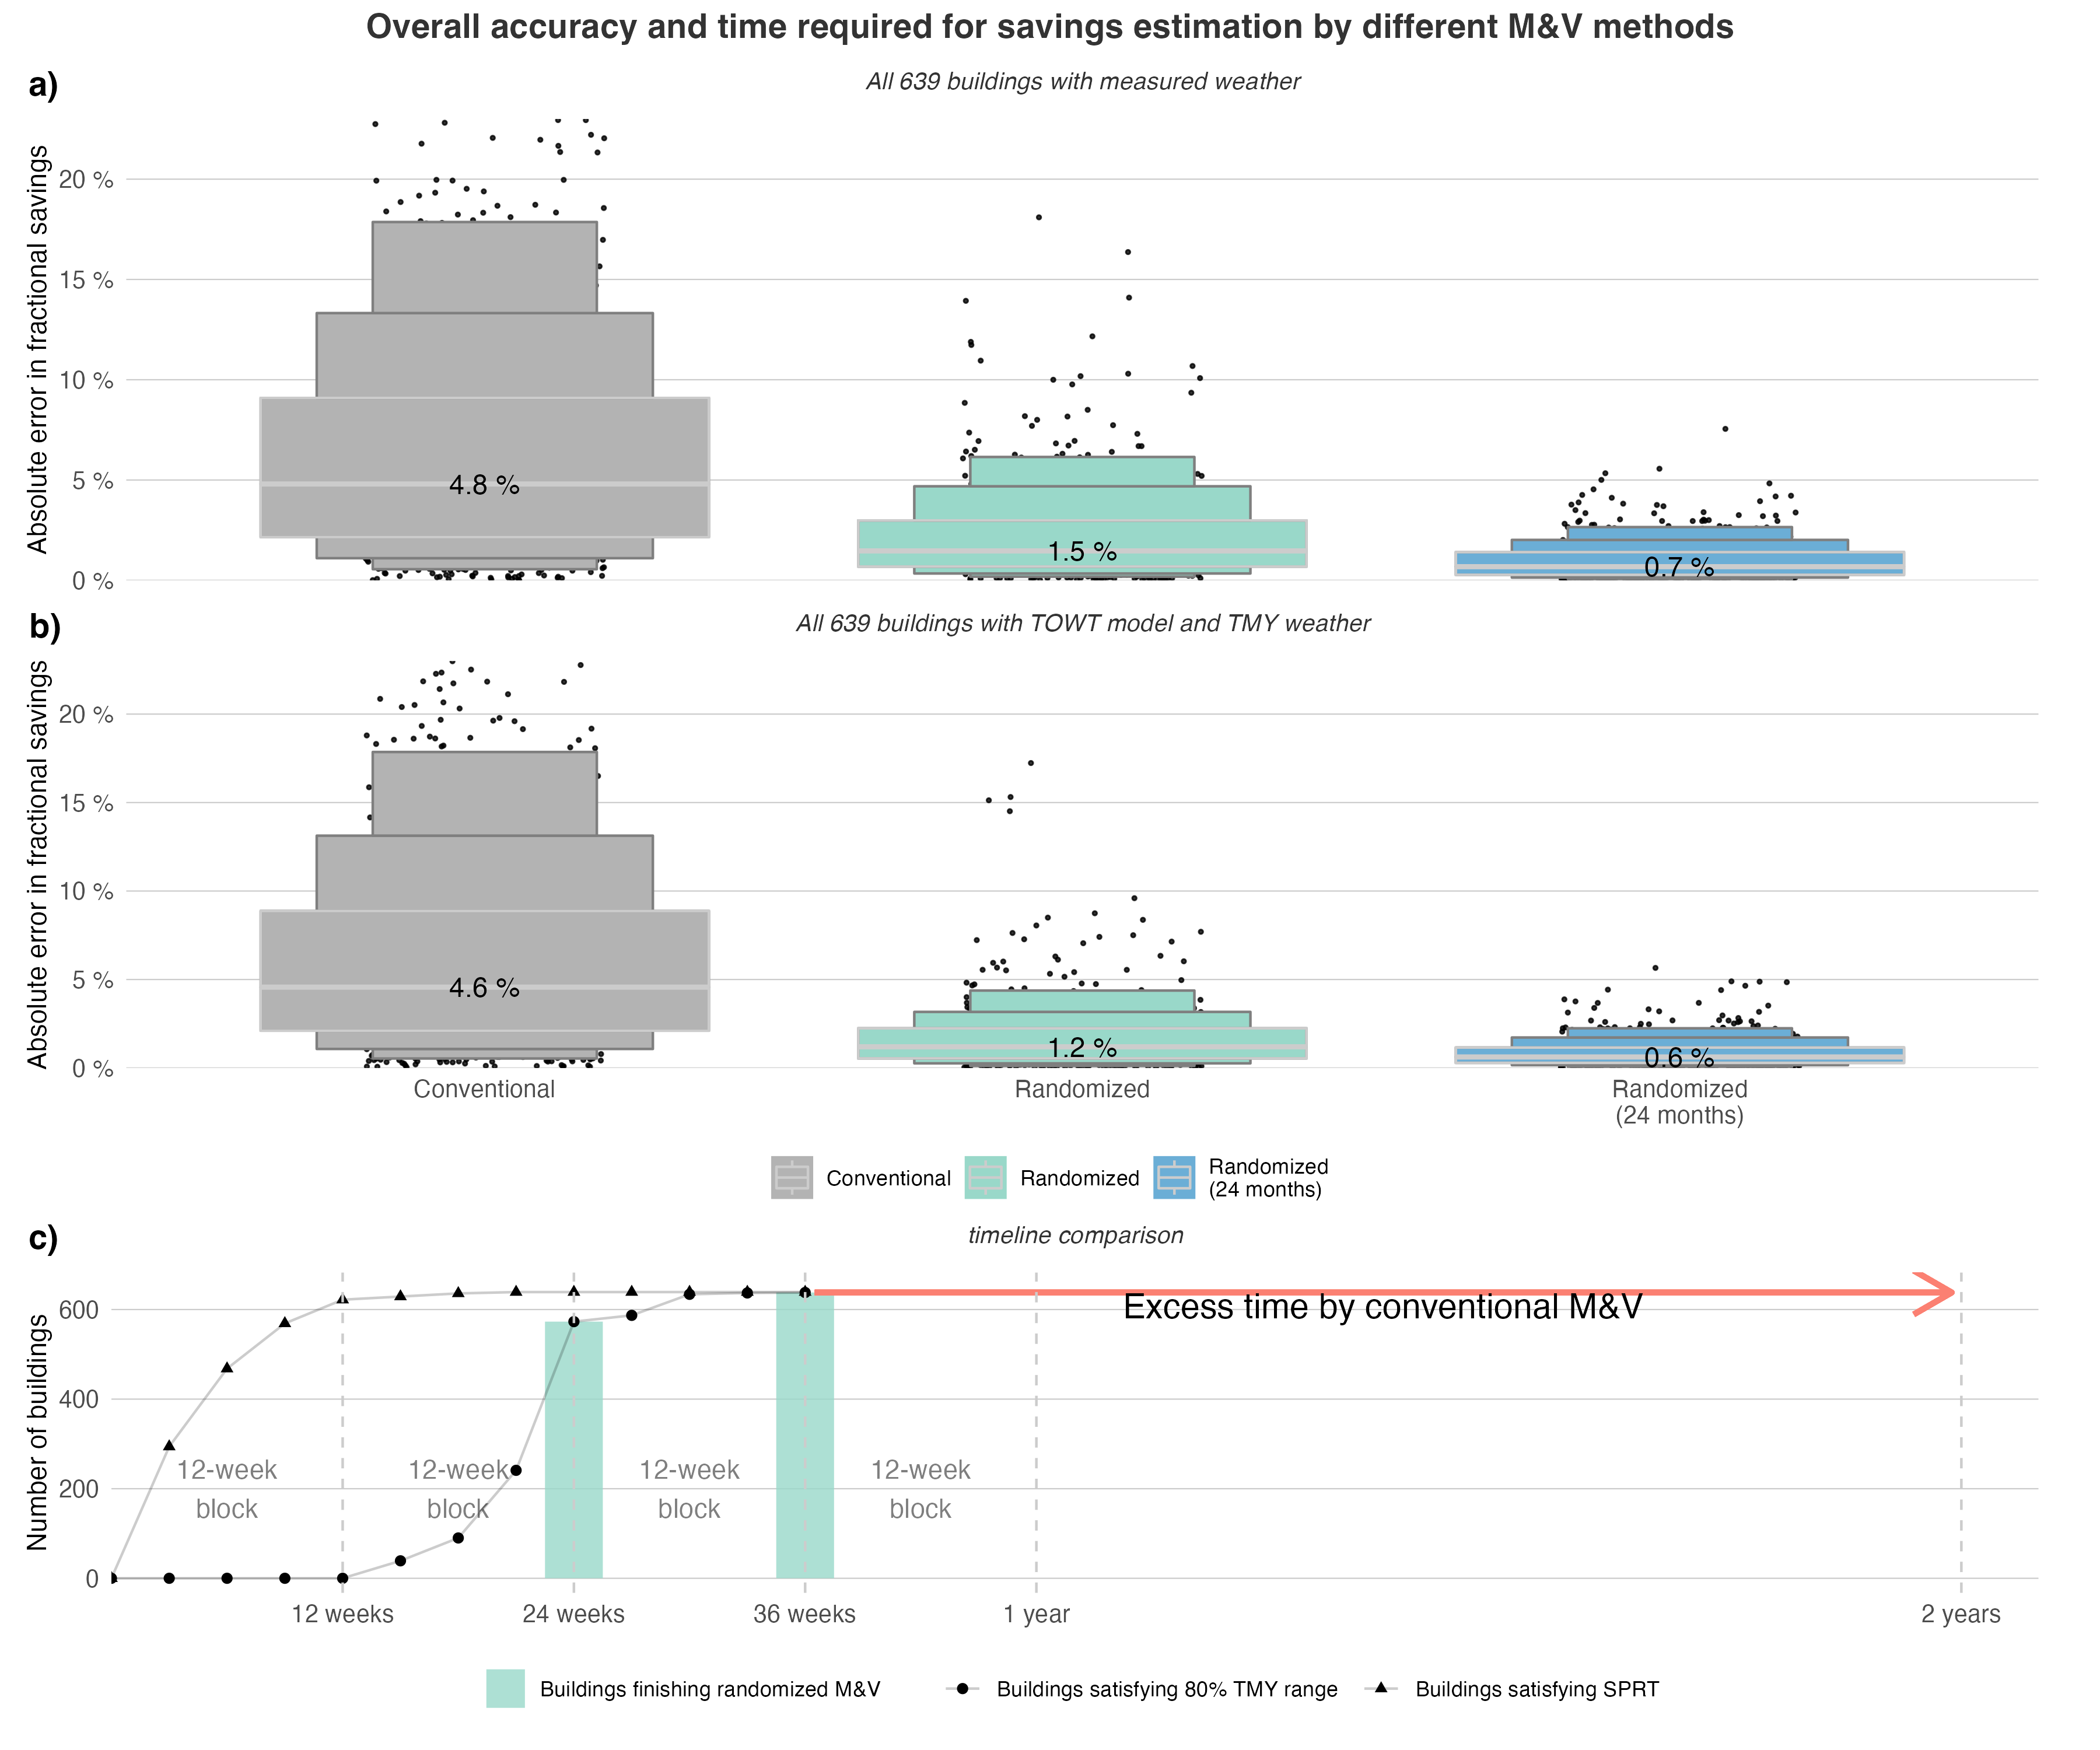 Overall accuracy and time required for savings estimation by different M&V methods
a)
All 639 buildings with measured weather
Absolute error in fractional savings
20 %
15 %
10 %
5 %
0 %
4.8 %
1.5 %
0.7 %
b)
All 639 buildings with TOWT model and TMY weather
Absolute error in fractional savings
20 %
15 %
10 %
5 %
0 %
4.6 %
1.2 %
0.6 %
Conventional
Randomized
Randomized
(24 months)
Conventional
Randomized
Randomized
(24 months)
c)
timeline comparison
Number of buildings
600
400
200
0
Excess time by conventional M&V
12-week
block
12-week
block
12-week
block
12-week
block
12 weeks
24 weeks
36 weeks
1 year
2 years
Buildings finishing randomized M&V
Buildings satisfying 80% TMY range
Buildings satisfying SPRT